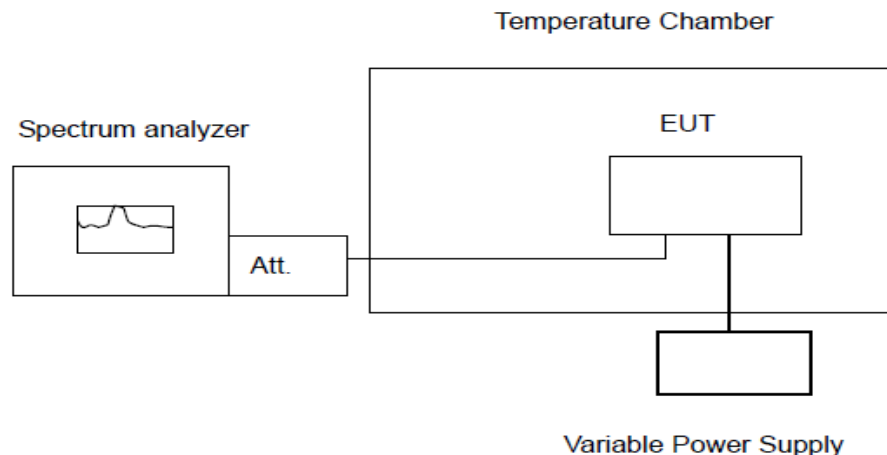 Temperature Chamber
Spectrum analyzer
EUT
Att.
Variable Power Supply